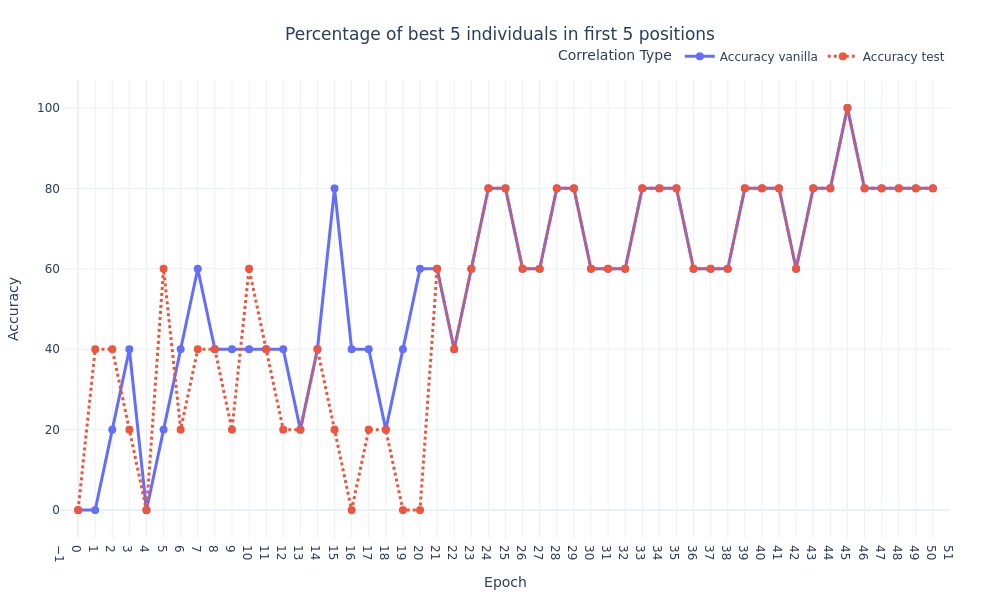 Percentage of best 5 individuals in first 5 positions
Correlation Type Accuracy vanilla Accuracy test
100
80
60
40
20
0
Accuracy
−1 0 1 2 3 4 5 6 7 8 9 10 11 12 13 14 15 16 17 18 19 20 21 22 23 24 25 26 27 28 29 30 31 32 33 34 35 36 37 38 39 40 41 42 43 44 45 46 47 48 49 50 51
Epoch